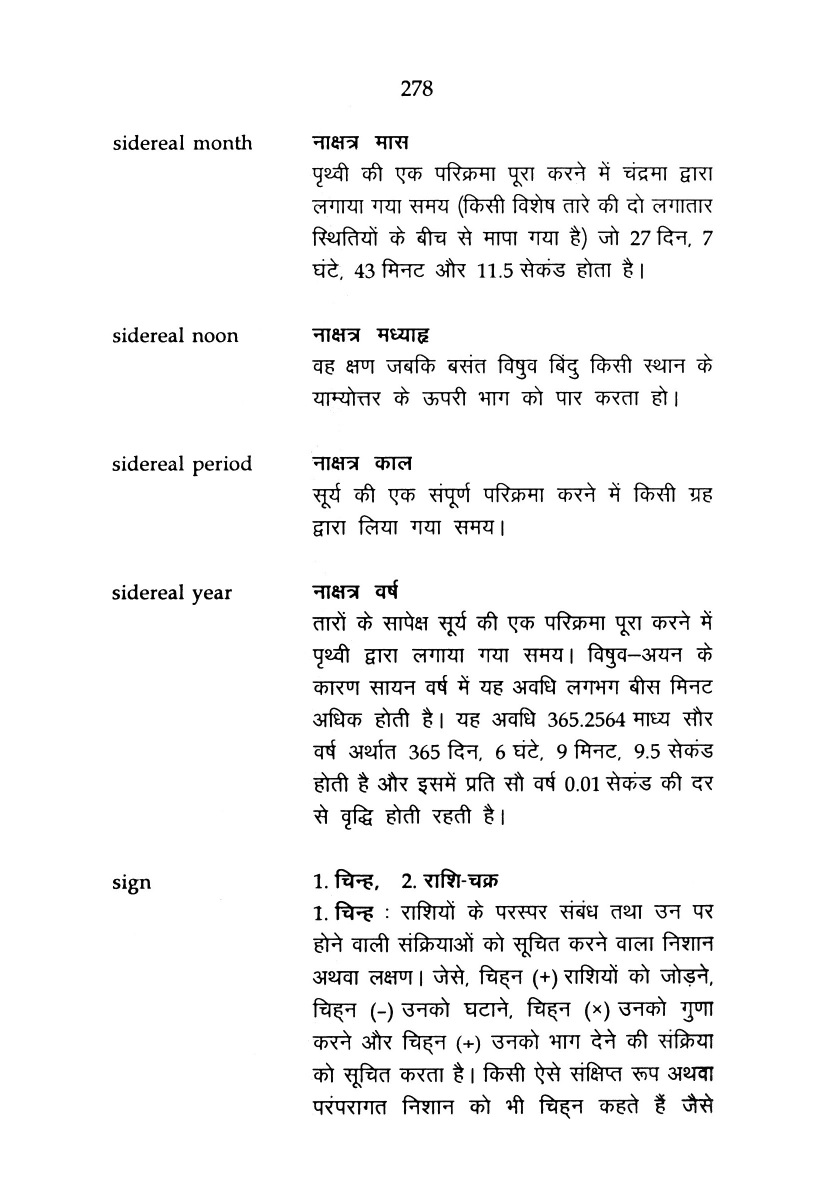 278
sidereal month नाक्षत्र मास
पृथ्वी की एक परिक्रमा पूरा करने में चंद्रमा द्वारा
लगाया गया समय (किसी विशेष तारे की दो लगातार
स्थितियों के बीच से मापा गया है) जो 27 दिन, 7
घंटे, 43 मिनट और 11.5 सेकंड होता है।
sidereal noon नाक्षत्र मध्याह्न
वह क्षण जबकि बसंत विषुव बिंदु किसी स्थान के
याम्योत्तर के ऊपरी भाग को पार करता हो।
sidereal period नाक्षत्र काल
सूर्य की एक संपूर्ण परिक्रमा करने में किसी ग्रह
द्वारा लिया गया समय।
sidereal year नाक्षत्र वर्ष
तारों के सापेक्ष सूर्य की एक परिक्रमा पूरा करने में
पृथ्वी द्वारा लगाया गया समय। विषुव–अयन के
कारण सायन वर्ष में यह अवधि लगभग बीस मिनट
अधिक होती है। यह अवधि 365.2564 माध्य सौर
वर्ष अर्थात 365 दिन, 6 घंटे, 9 मिनट, 9.5 सेकंड
होती है और इसमें प्रति सौ वर्ष 0.01 सेकंड की दर
से वृद्धि होती रहती है।
sign 1. चिन्ह, 2. राशि-चक्र
1. चिन्ह : राशियों के परस्पर संबंध तथा उन पर
होने वाली संक्रियाओं को सूचित करने वाला निशान
अथवा लक्षण। जेसे, चिह्न (+) राशियों को जोड़ने,
चिह्न (–) उनको घटाने, चिह्न (×) उनको गुणा
करने और चिह्न (÷) उनको भाग देने की संक्रिया
को सूचित करता है। किसी ऐसे संक्षिप्त रूप अथवा
परंपरागत निशान को भी चिह्न कहते हैं जैसे